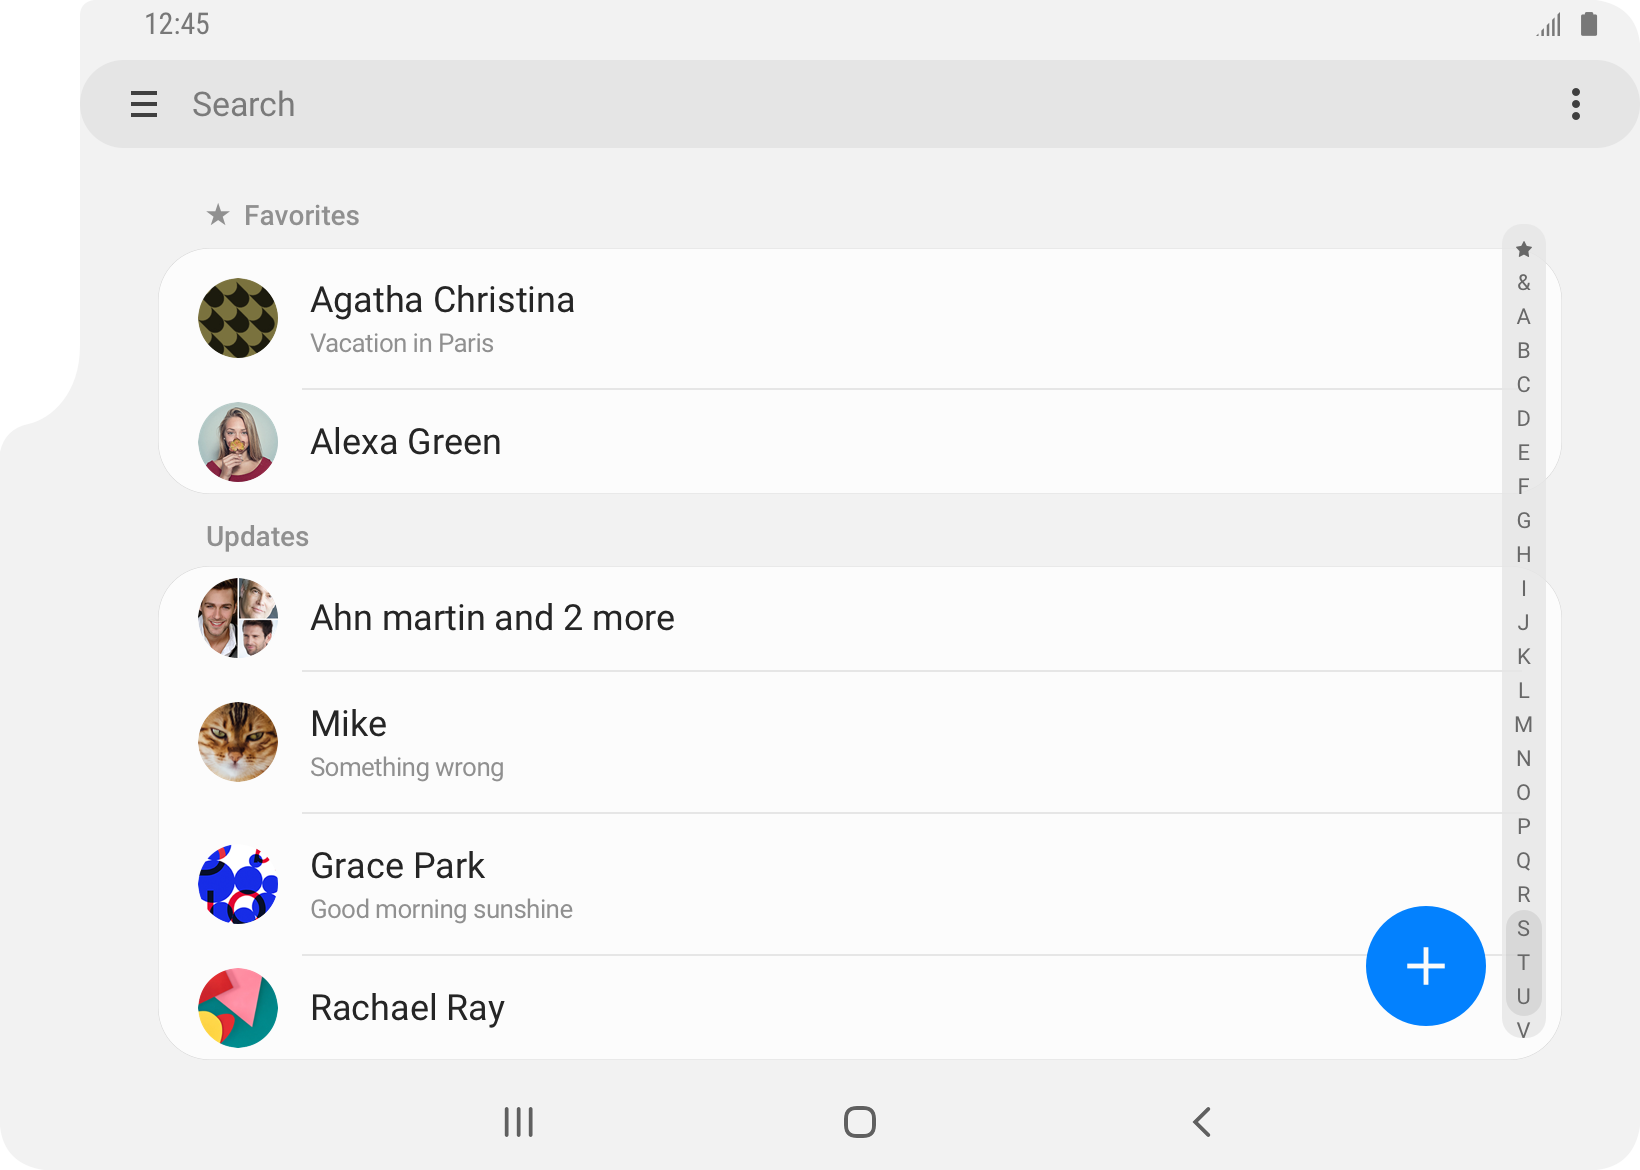 12:45
Search
★ Favorites
Agatha Christina
Vacation in Paris
Alexa Green
Updates
Ahn martin and 2 more
Mike
Something wrong
Grace Park
Good morning sunshine
Rachael Ray
★
&
A
B
C
D
E
F
G
H
I
J
K
L
M
N
O
P
Q
R
S
T
U
V